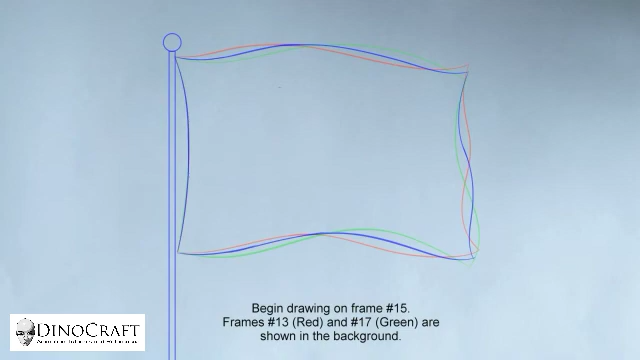 Begin drawing on frame #15.
Frames #13 (Red) and #17 (Green) are
shown in the background.
DINOCRAFT